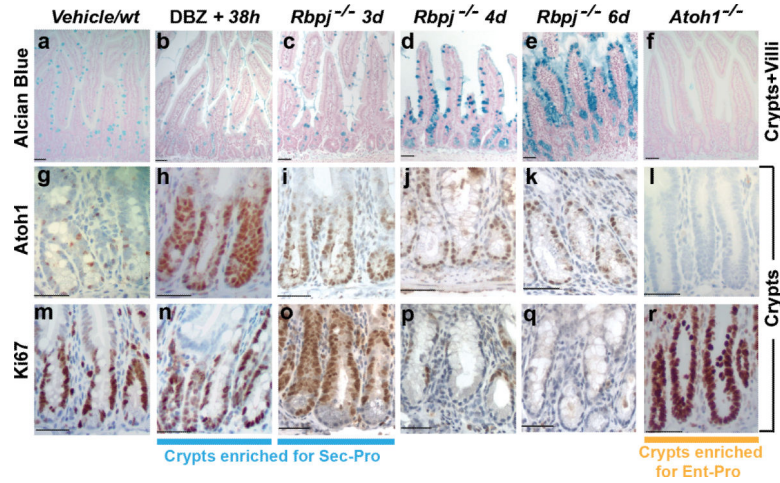 Vehicle/wt DBZ + 38h Rbpj-/- 3d Rbpj-/- 4d Rbpj-/- 6d Atoh1-/-
Alcian Blue
a b c d e f
Crypts+Villi
Atoh1
g h i j k l
Ki67
m n o p q r
Crypts
Crypts enriched for Sec-Pro
Crypts enriched
for Ent-Pro